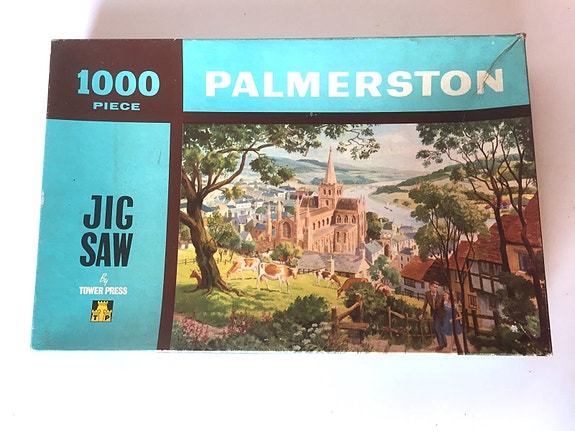 1000
PIECE
PALMERSTON
JIG
SAW
By
TOWER PRESS
T P